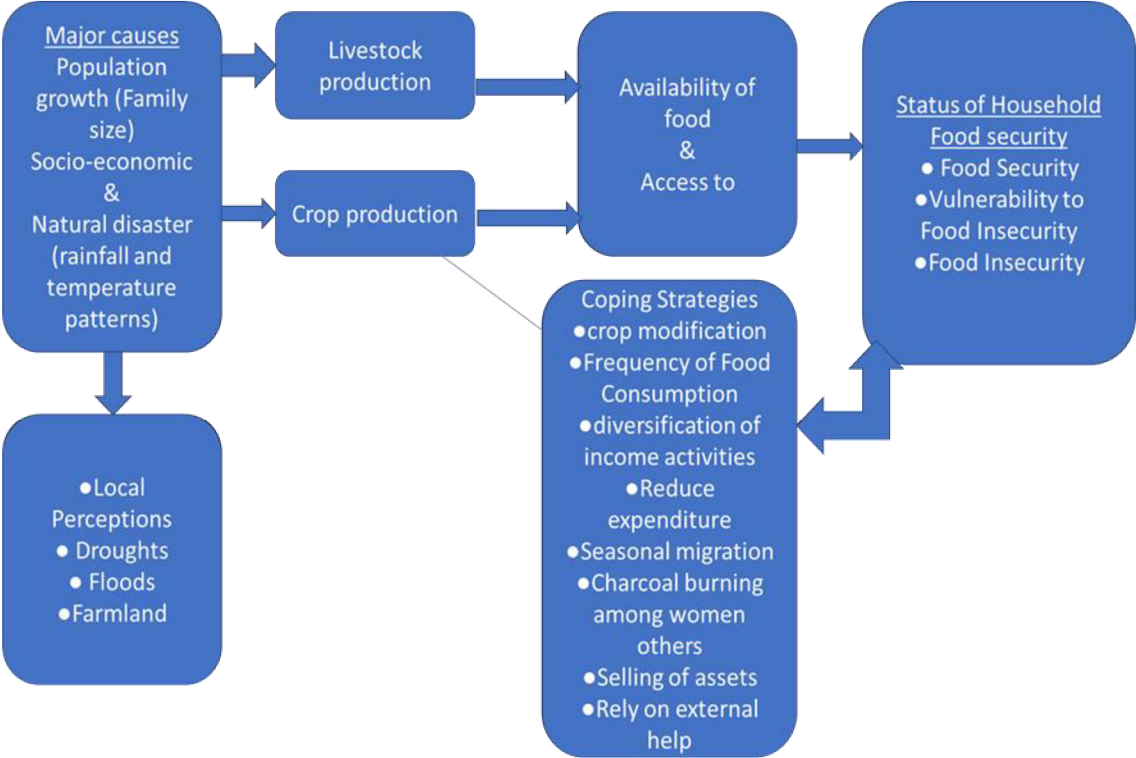 Major causes
Population
growth (Family
size)
Socio-economic
&
Natural disaster
(rainfall and
temperature
patterns)
Livestock
production
Crop production
Availability of
food
&
Access to
Status of Household
Food security
● Food Security
●Vulnerability to
Food Insecurity
●Food Insecurity
●Local
Perceptions
● Droughts
● Floods
●Farmland
Coping Strategies
●crop modification
●Frequency of Food
Consumption
●diversification of
income activities
●Reduce
expenditure
●Seasonal migration
●Charcoal burning
among women
others
●Selling of assets
●Rely on external
help